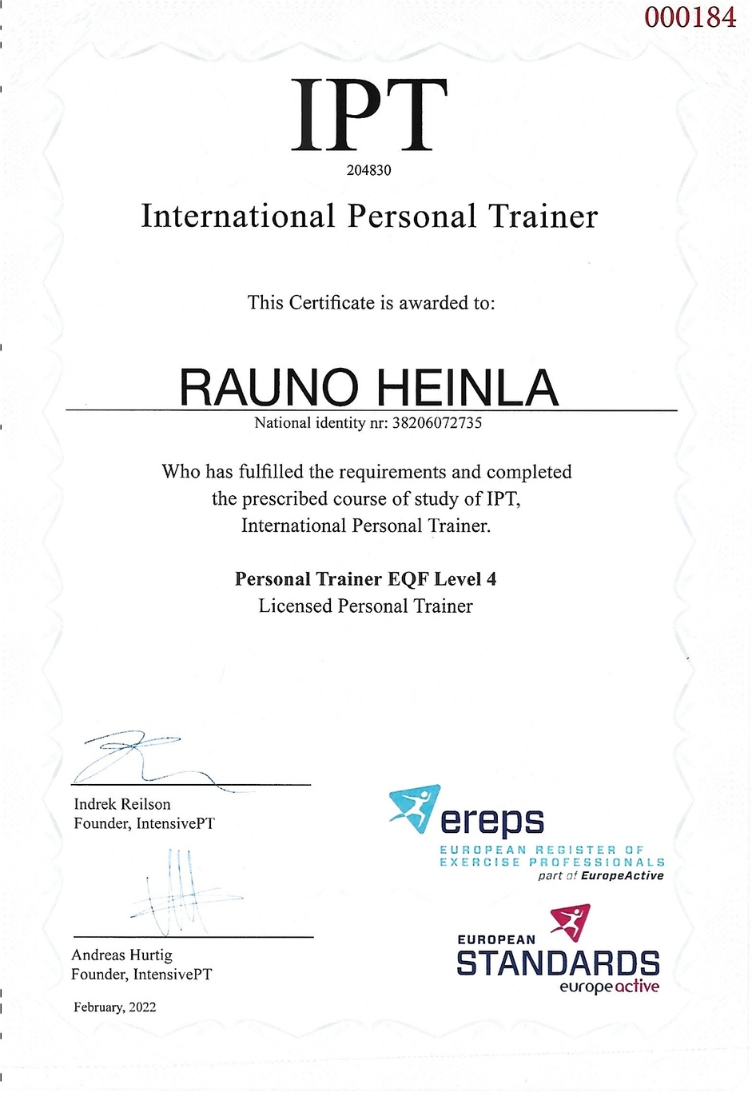 000184
IPT
204830
International Personal Trainer
This Certificate is awarded to:
RAUNO HEINLA
National identity nr: 38206072735
Who has fulfilled the requirements and completed
the prescribed course of study of IPT,
International Personal Trainer.
Personal Trainer EQF Level 4
Licensed Personal Trainer
Indrek Reilson
Founder, IntensivePT
Andreas Hurtig
Founder, IntensivePT
February, 2022
ereps
EUROPEAN REGISTER OF
EXERCISE PROFESSIONALS
part of EuropeActive
EUROPEAN
STANDARDS
europeactive